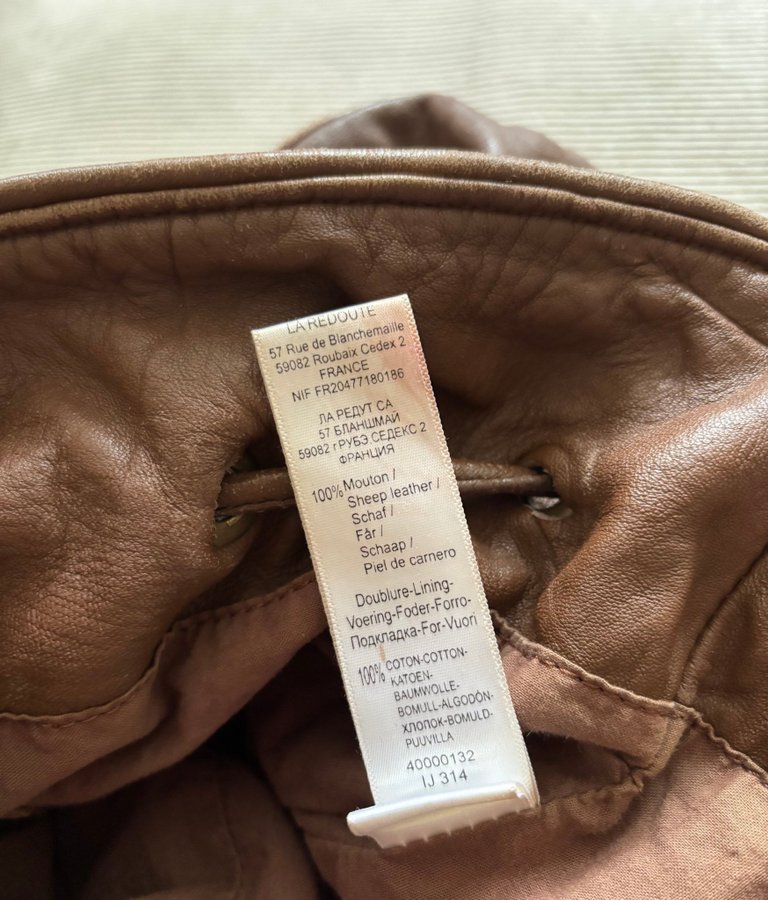 LA REDOUTE
57 Rue de Blanchemaille
59082 Roubaix Cedex 2
FRANCE
NIF FR20477180186
ЛА РЕДУТ СА
57 БЛАНШМАЙ
59082 г РУБЭ СЕДЕКС 2
ФРАНЦИЯ
100% Mouton /
Sheep leather /
Schaf /
Får /
Schaap /
Piel de carnero
Doublure-Lining-
Voering-Foder-Forro-
Подкладка-For-Vuori
100% COTON-COTTON-
KATOEN-
BAUMWOLLE-
BOMULL-ALGODÓN-
ХЛОПОК-BOMULD-
PUUVILLA
40000132
IJ 314